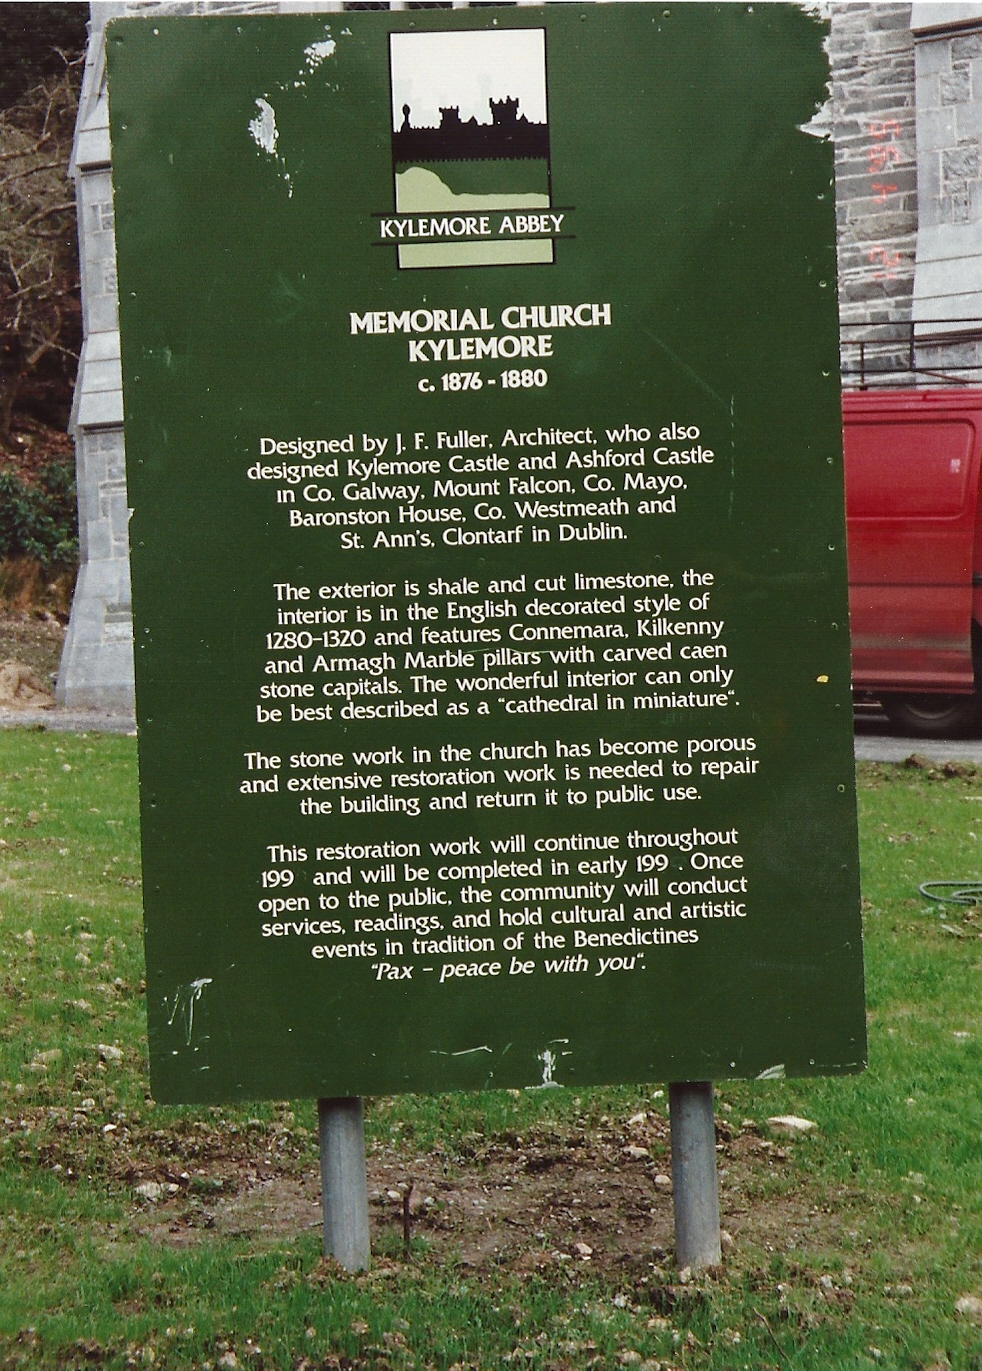 KYLEMORE ABBEY
MEMORIAL CHURCH
KYLEMORE
c. 1876 - 1880
Designed by J. F. Fuller, Architect, who also
designed Kylemore Castle and Ashford Castle
in Co. Galway, Mount Falcon, Co. Mayo,
Baronston House, Co. Westmeath and
St. Ann's, Clontarf in Dublin.
The exterior is shale and cut limestone, the
interior is in the English decorated style of
1280-1320 and features Connemara, Kilkenny
and Armagh Marble pillars with carved caen
stone capitals. The wonderful interior can only
be best described as a "cathedral in miniature".
The stone work in the church has become porous
and extensive restoration work is needed to repair
the building and return it to public use.
This restoration work will continue throughout
199 and will be completed in early 199 . Once
open to the public, the community will conduct
services, readings, and hold cultural and artistic
events in tradition of the Benedictines
"Pax - peace be with you".